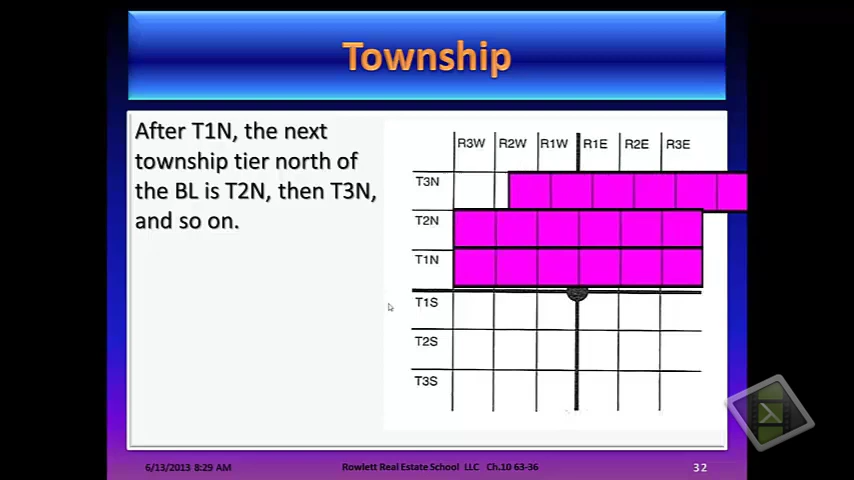 Township
After T1N, the next
township tier north of
the BL is T2N, then T3N,
and so on.
R3W R2W R1W R1E R2E R3E
T3N
T2N
T1N
T1S
T2S
T3S
6/13/2013 8:29 AM
Rowlett Real Estate School LLC Ch.10 63-36
32